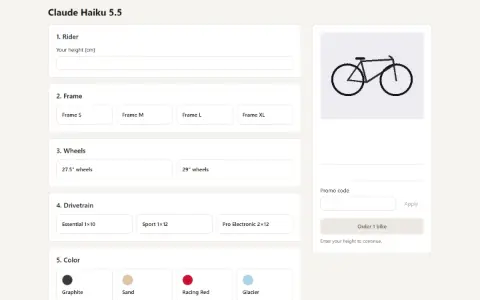 Claude Haiku 5.5
1. Rider
Your height (cm)
2. Frame
Frame S
Frame M
Frame L
Frame XL
3. Wheels
27.5" wheels
29" wheels
4. Drivetrain
Essential 1×10
Sport 1×12
Pro Electronic 2×12
5. Color
Graphite
Sand
Racing Red
Glacier
Promo code
Apply
Order 1 bike
Enter your height to continue.